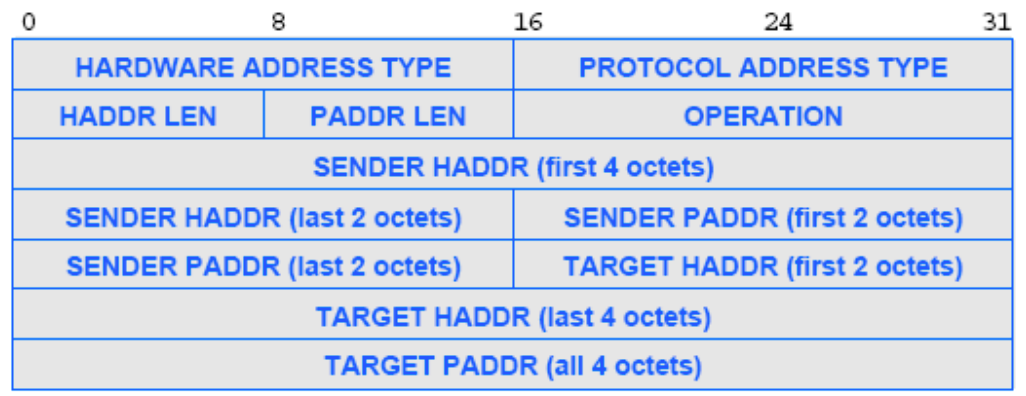 0 8 16 24 31
HARDWARE ADDRESS TYPE PROTOCOL ADDRESS TYPE
HADDR LEN PADDR LEN OPERATION
SENDER HADDR (first 4 octets)
SENDER HADDR (last 2 octets) SENDER PADDR (first 2 octets)
SENDER PADDR (last 2 octets) TARGET HADDR (first 2 octets)
TARGET HADDR (last 4 octets)
TARGET PADDR (all 4 octets)